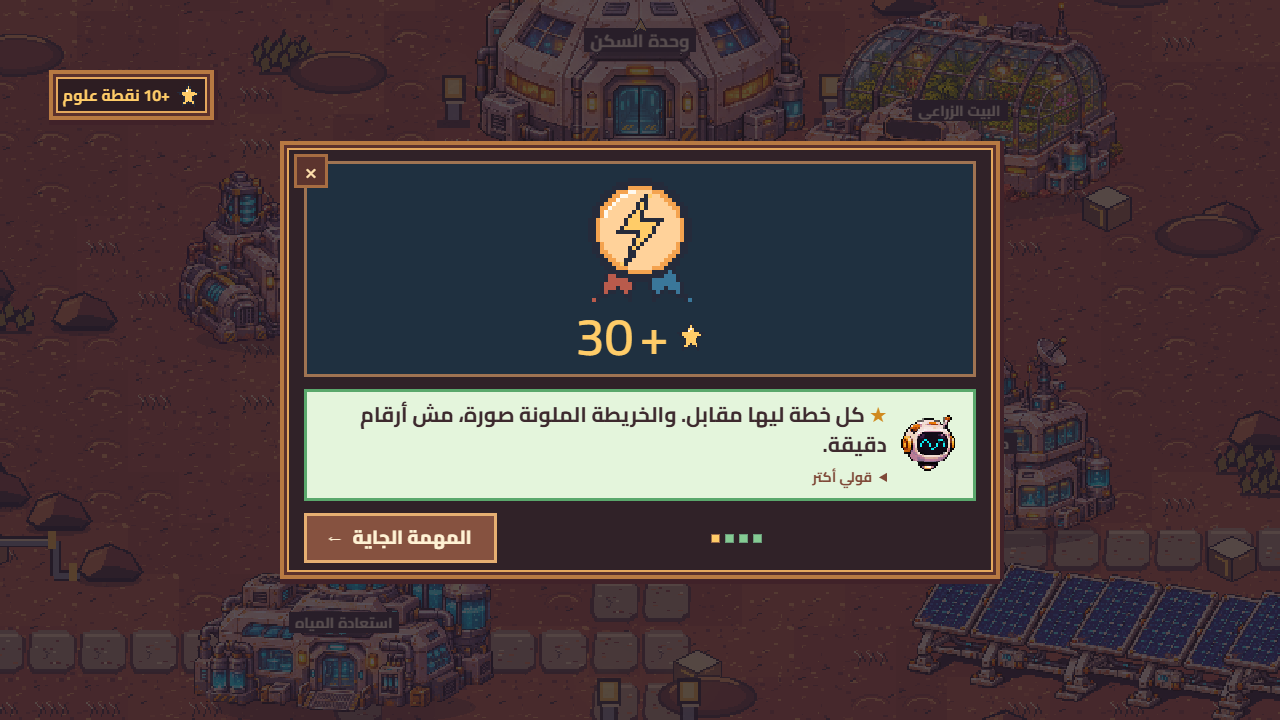 وحدة السكن
البيت الزراعي
+10 نقطة علوم
×
+30
★ كل خطة ليها مقابل. والخريطة الملونة صورة، مش أرقام
دقيقة.
◀ قولي أكتر
المهمة الجاية ←
استعادة المياه